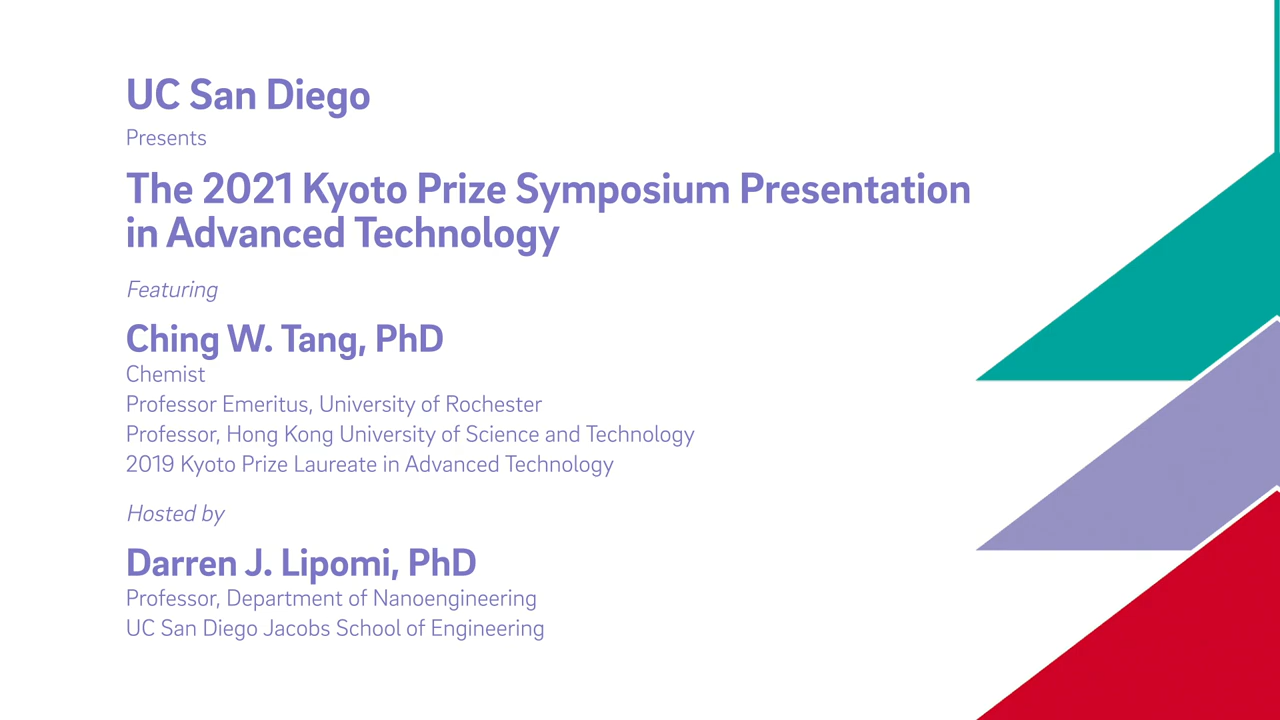 UC San Diego
Presents
The 2021 Kyoto Prize Symposium Presentation
in Advanced Technology
Featuring
Ching W. Tang, PhD
Chemist
Professor Emeritus, University of Rochester
Professor, Hong Kong University of Science and Technology
2019 Kyoto Prize Laureate in Advanced Technology
Hosted by
Darren J. Lipomi, PhD
Professor, Department of Nanoengineering
UC San Diego Jacobs School of Engineering